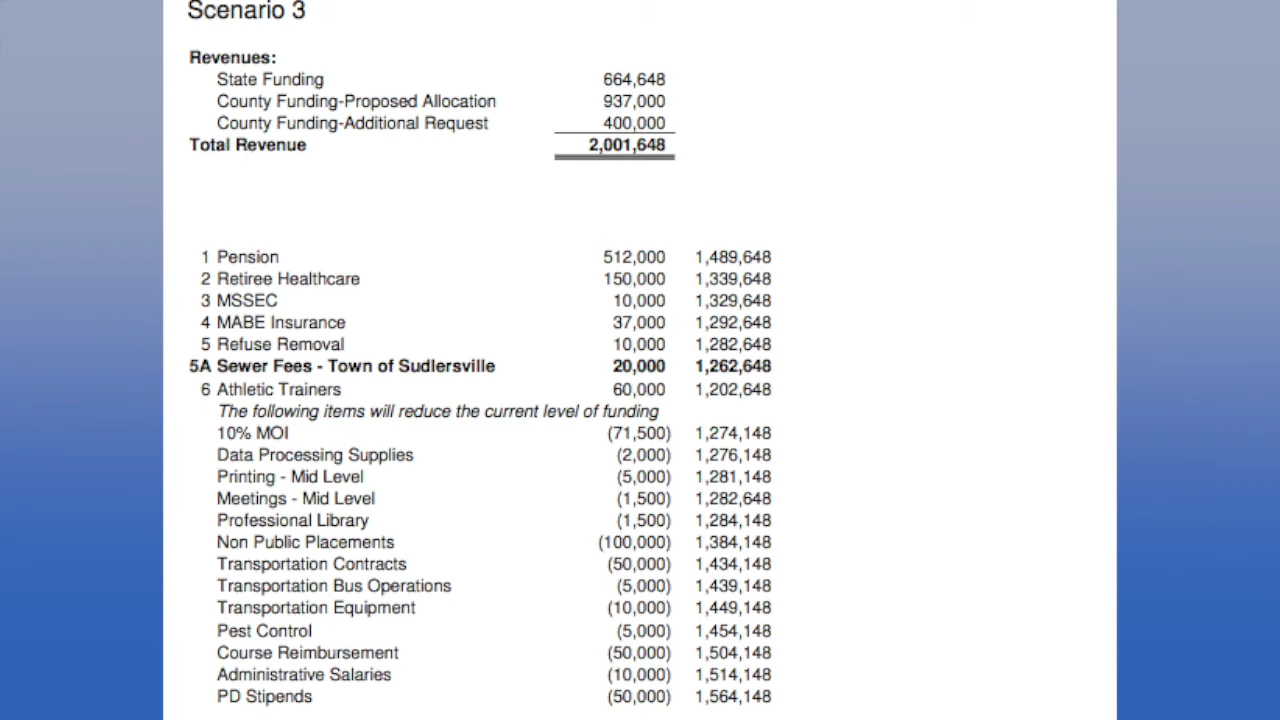 Scenario 3
Revenues:
State Funding 664,648
County Funding-Proposed Allocation 937,000
County Funding-Additional Request 400,000
Total Revenue 2,001,648
1 Pension 512,000 1,489,648
2 Retiree Healthcare 150,000 1,339,648
3 MSSEC 10,000 1,329,648
4 MABE Insurance 37,000 1,292,648
5 Refuse Removal 10,000 1,282,648
5A Sewer Fees - Town of Sudlersville 20,000 1,262,648
6 Athletic Trainers 60,000 1,202,648
The following items will reduce the current level of funding
10% MOI (71,500) 1,274,148
Data Processing Supplies (2,000) 1,276,148
Printing - Mid Level (5,000) 1,281,148
Meetings - Mid Level (1,500) 1,282,648
Professional Library (1,500) 1,284,148
Non Public Placements (100,000) 1,384,148
Transportation Contracts (50,000) 1,434,148
Transportation Bus Operations (5,000) 1,439,148
Transportation Equipment (10,000) 1,449,148
Pest Control (5,000) 1,454,148
Course Reimbursement (50,000) 1,504,148
Administrative Salaries (10,000) 1,514,148
PD Stipends (50,000) 1,564,148